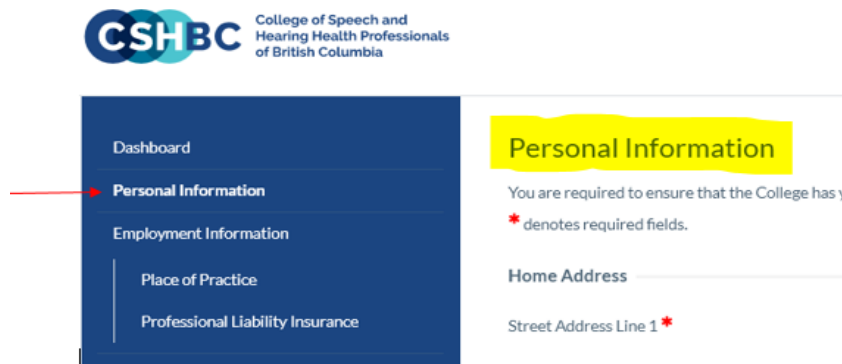 CSHBC
College of Speech and
Hearing Health Professionals
of British Columbia
Dashboard
Personal Information
Employment Information
Place of Practice
Professional Liability Insurance
Personal Information
You are required to ensure that the College has
* denotes required fields.
Home Address
Street Address Line 1 *